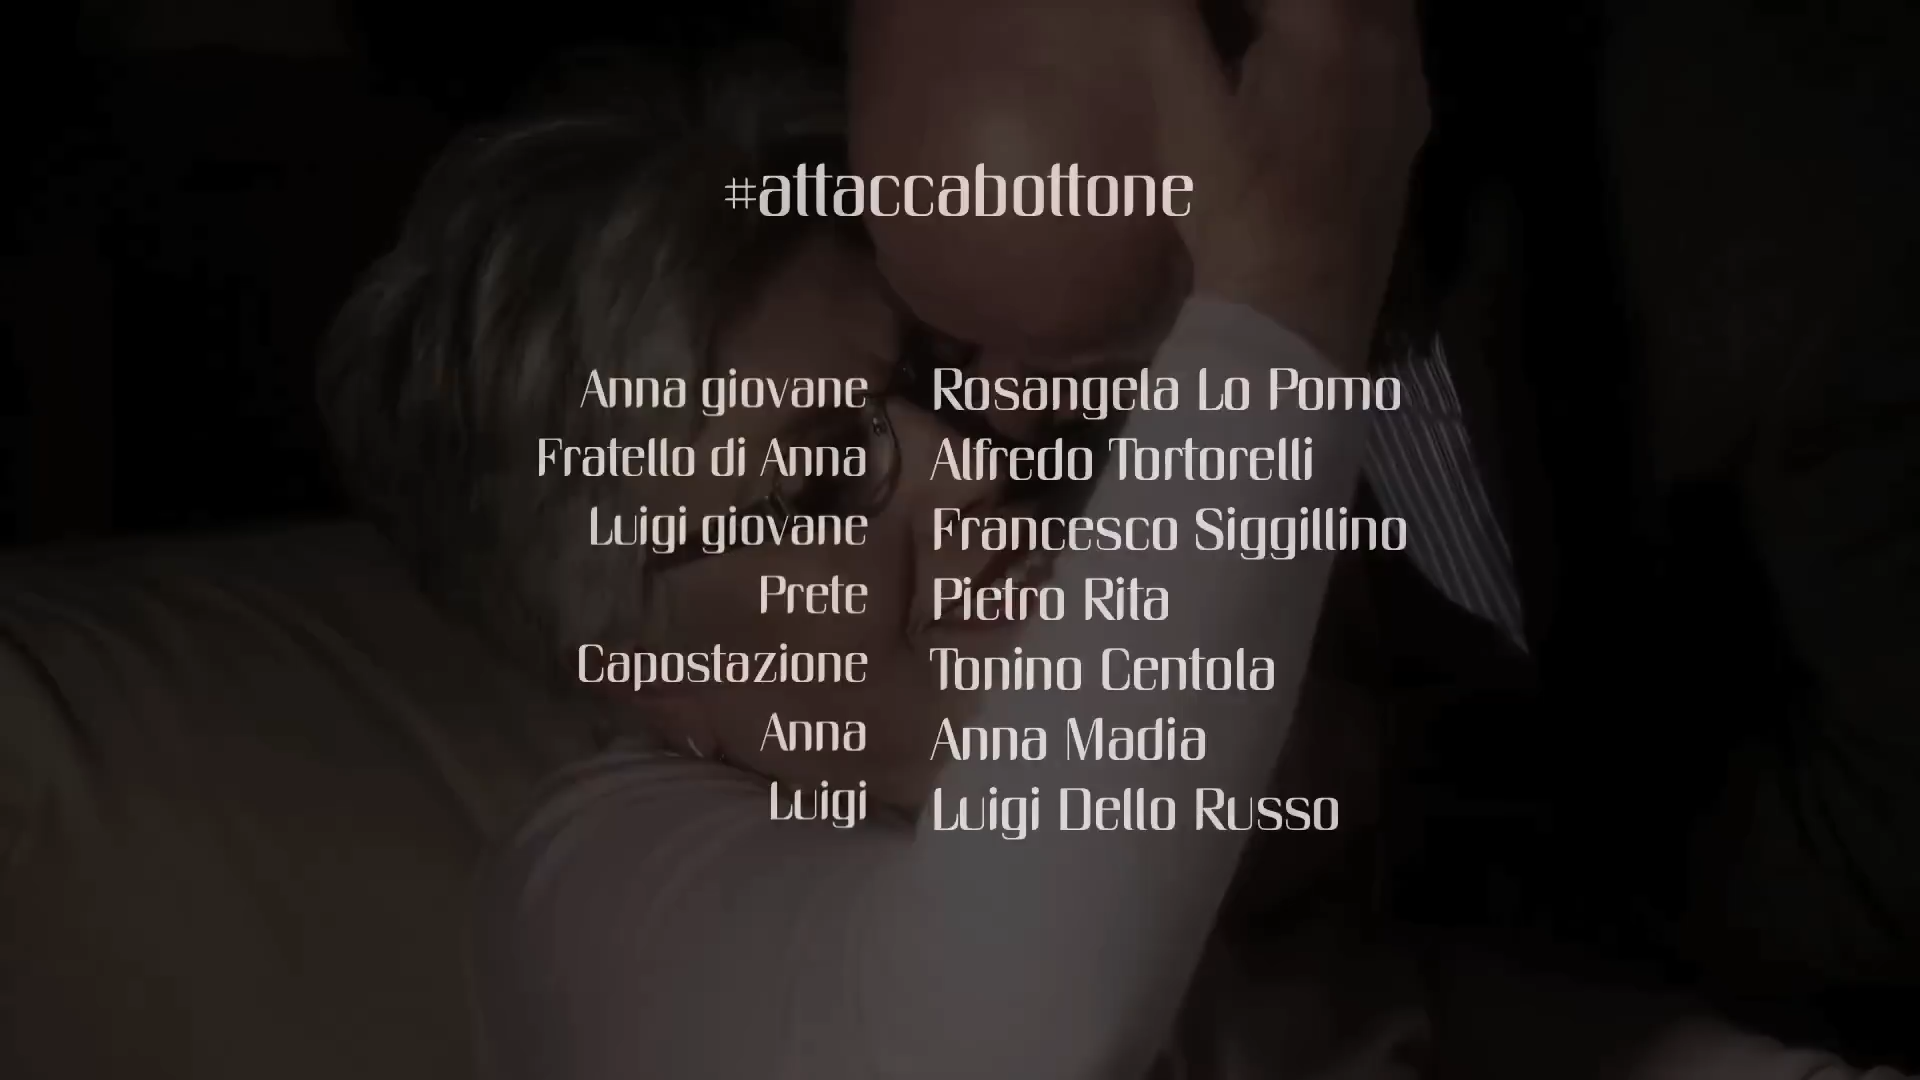 #attaccabottone
Anna giovane Rosangela Lo Pomo
Fratello di Anna Alfredo Tortorelli
Luigi giovane Francesco Siggillino
Prete Pietro Rita
Capostazione Tonino Centola
Anna Anna Madia
Luigi Luigi Dello Russo